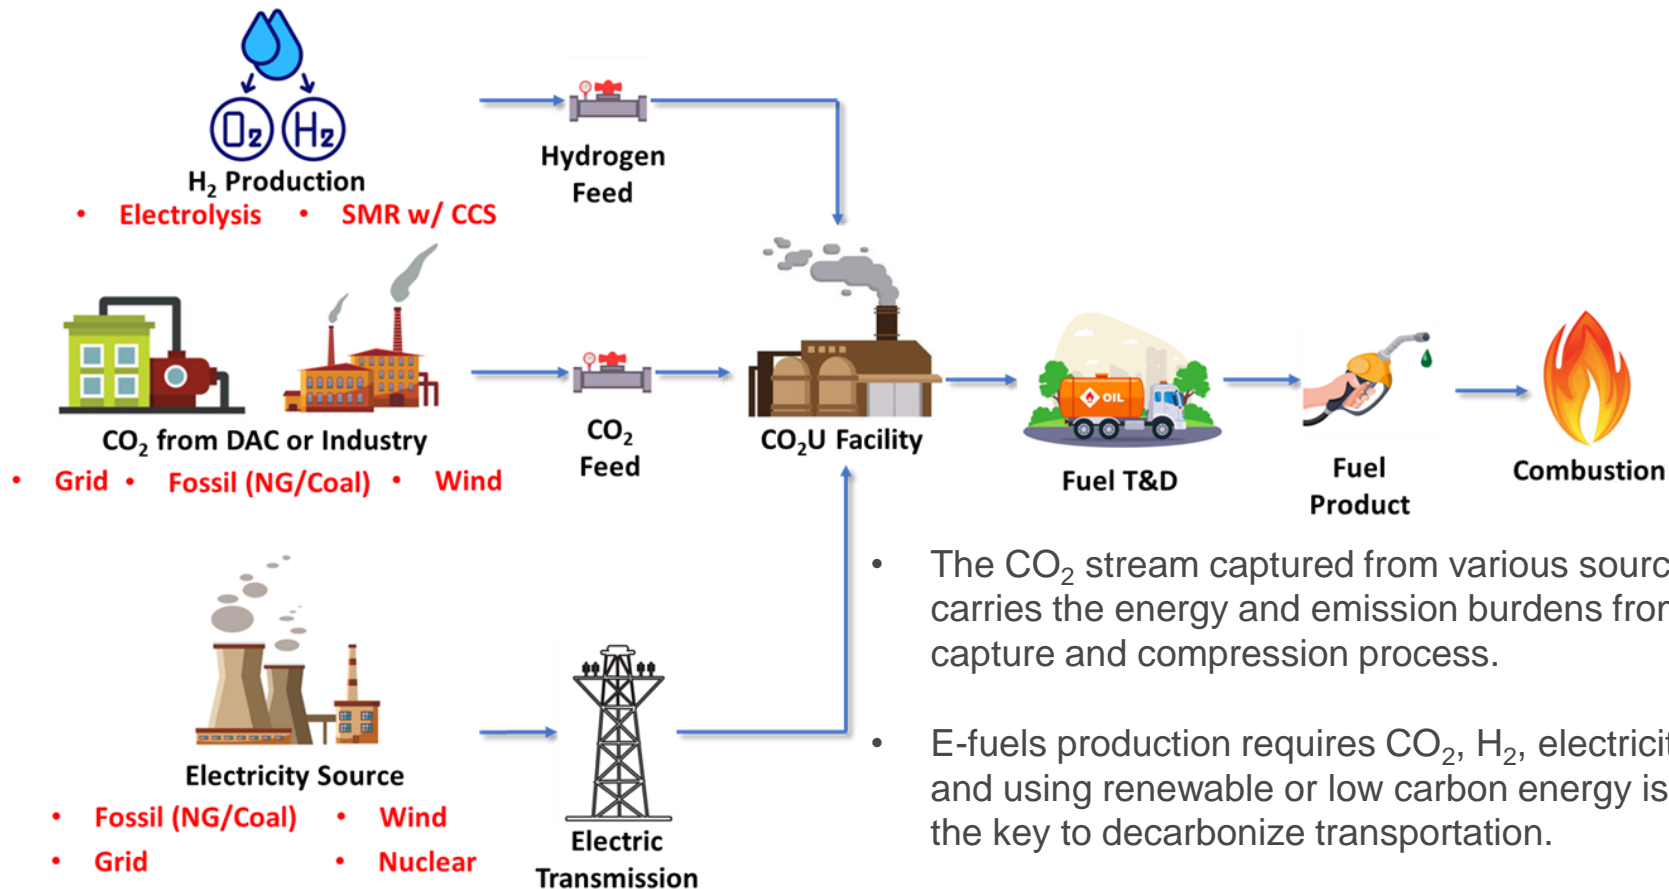 O2 H2
H₂ Production
• Electrolysis • SMR w/ CCS
Hydrogen
Feed
CO₂ from DAC or Industry
• Grid • Fossil (NG/Coal) • Wind
CO₂
Feed
CO₂U Facility
OIL
Fuel T&D
Fuel
Product
Combustion
Electricity Source
• Fossil (NG/Coal) • Wind
• Grid • Nuclear
Electric
Transmission
• The CO₂ stream captured from various sourc
carries the energy and emission burdens fron
capture and compression process.
• E-fuels production requires CO₂, H₂, electricit
and using renewable or low carbon energy is
the key to decarbonize transportation.